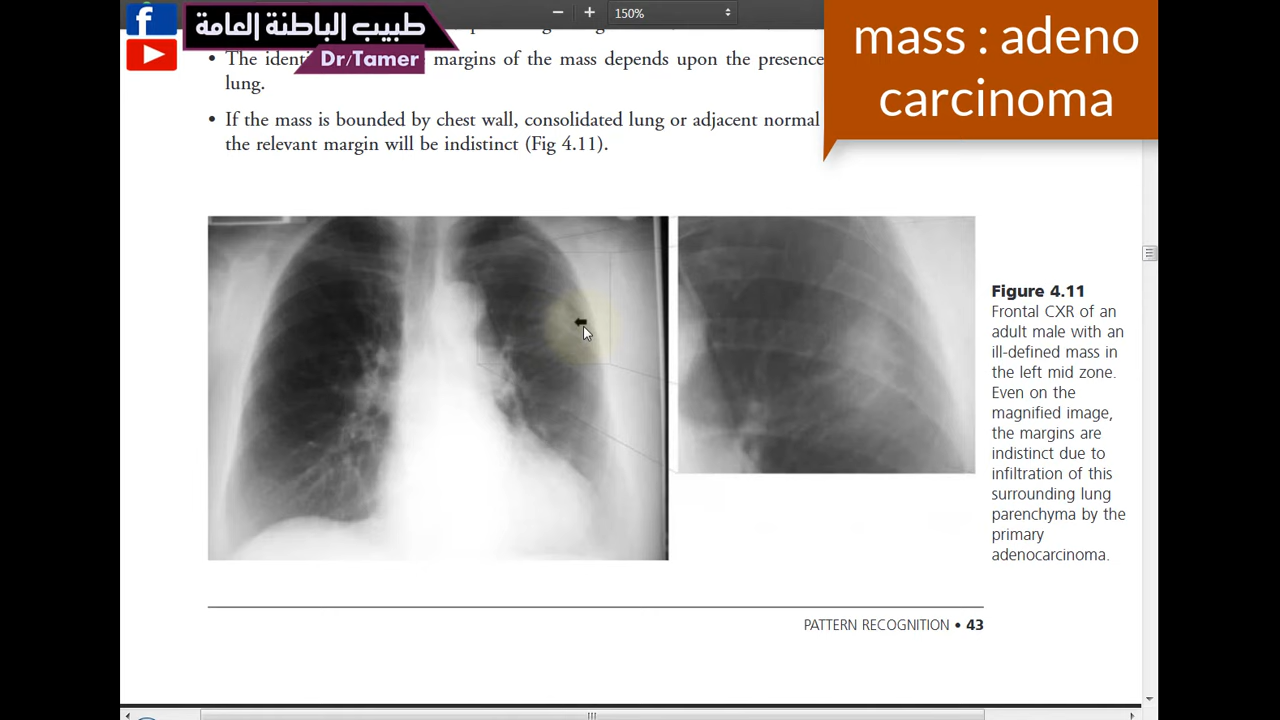 150%
طبيب الباطنة العامة
Dr/Tamer
mass : adeno
carcinoma
• The margins of the mass depends upon the presence
lung.
• If the mass is bounded by chest wall, consolidated lung or adjacent normal
the relevant margin will be indistinct (Fig 4.11).
Figure 4.11
Frontal CXR of an
adult male with an
ill-defined mass in
the left mid zone.
Even on the
magnified image,
the margins are
indistinct due to
infiltration of this
surrounding lung
parenchyma by the
primary
adenocarcinoma.
PATTERN RECOGNITION • 43